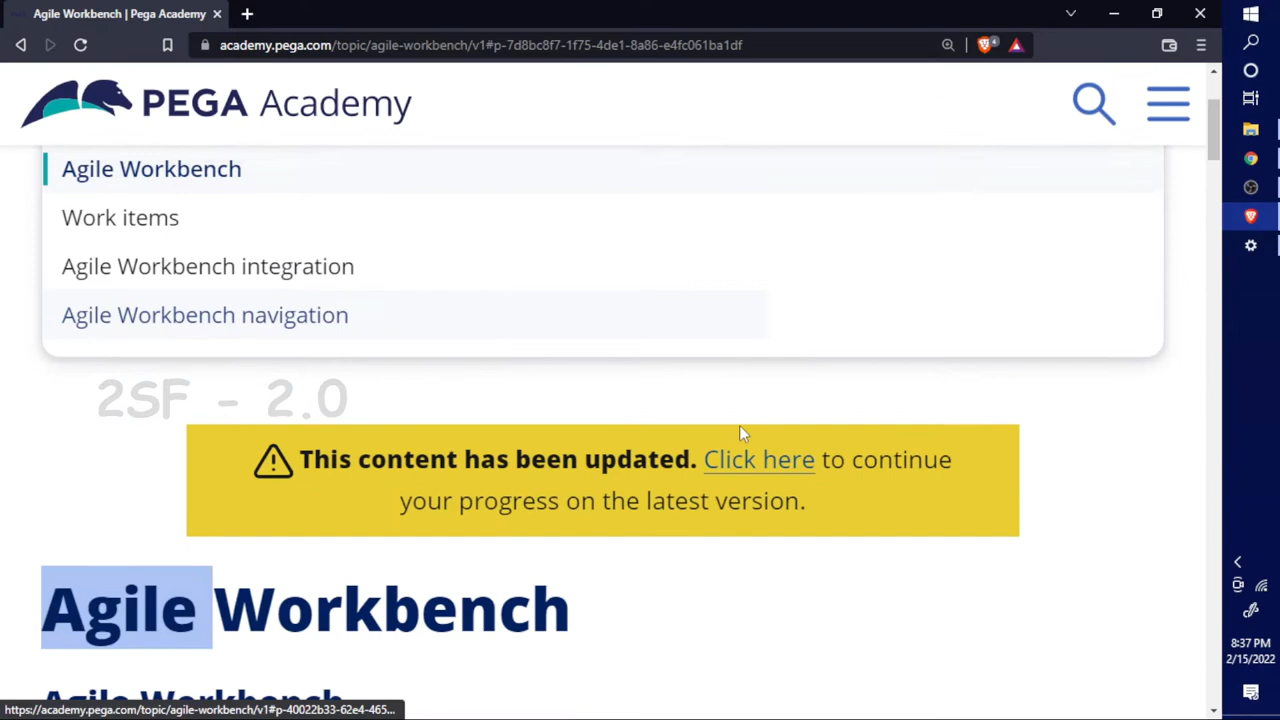 Agile Workbench | Pega Academy
academy.pega.com/topic/agile-workbench/v1#p-7d8bc8f7-1f75-4de1-8a86-e4fc061ba1df
4
PEGA Academy
Agile Workbench
Work items
Agile Workbench integration
Agile Workbench navigation
2SF - 2.0
This content has been updated. Click here to continue
your progress on the latest version.
Agile Workbench
Agile Workbench
https://academy.pega.com/topic/agile-workbench/v1#p-40022b33-62e4-465...
8:37 PM
2/15/2022